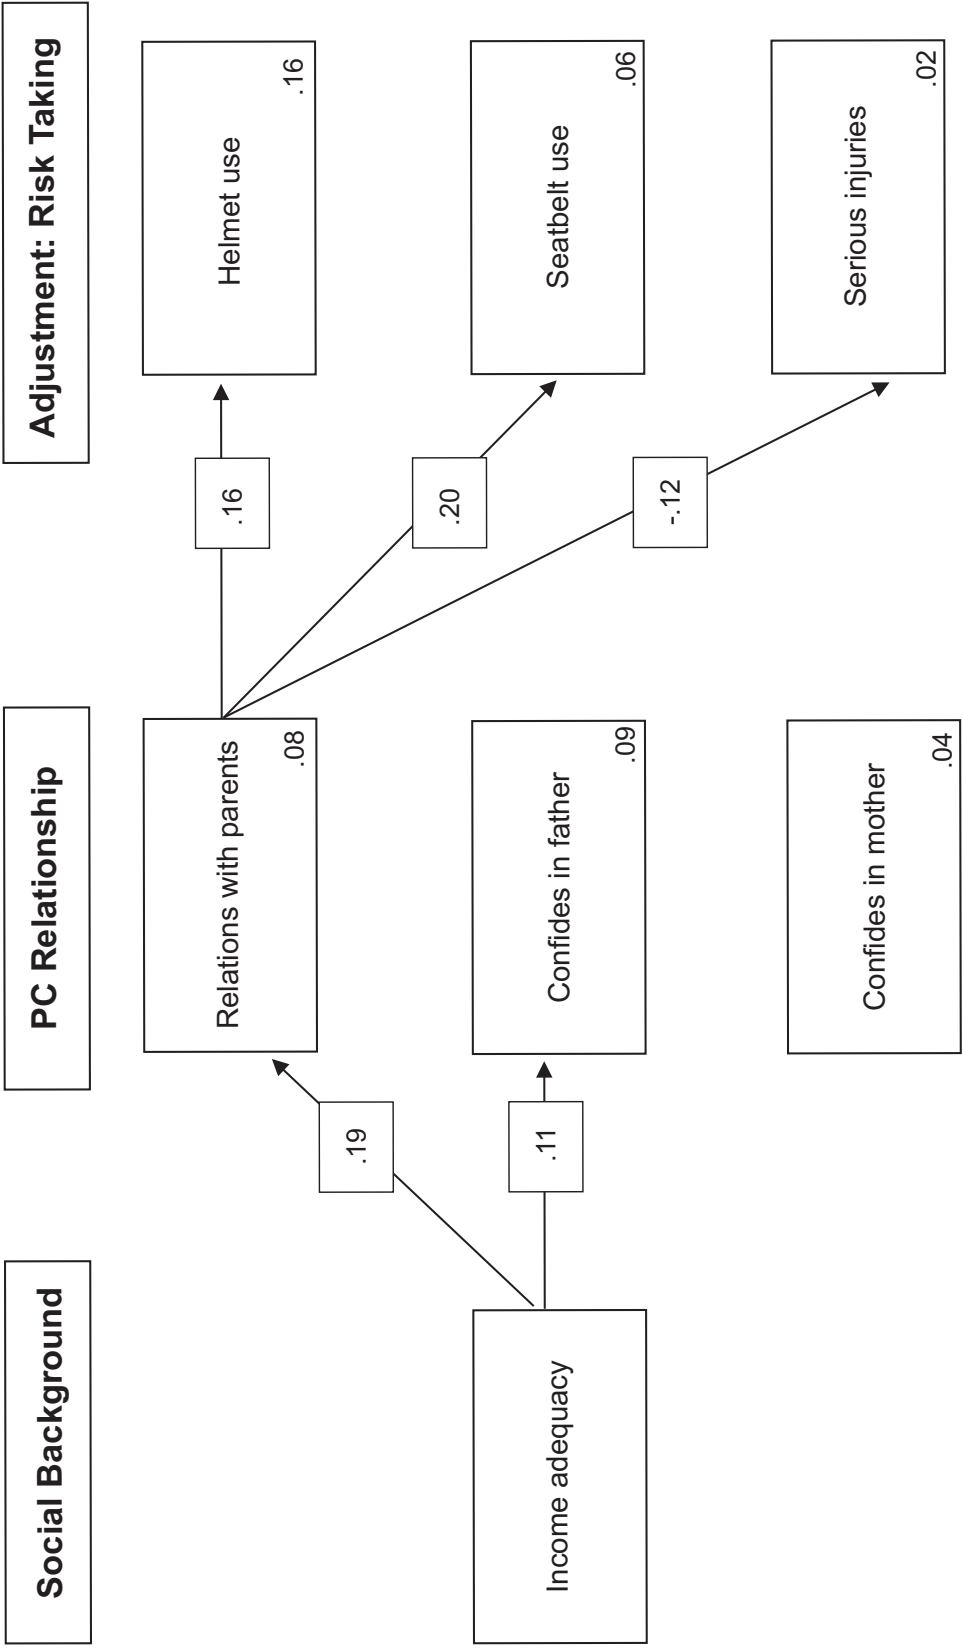 Social Background
PC Relationship
Adjustment: Risk Taking
Relations with parents
.08
.16
Helmet use
.16
.19
.20
Income adequacy
.11
Confides in father
.09
Seatbelt use
.06
-.12
Confides in mother
.04
Serious injuries
.02